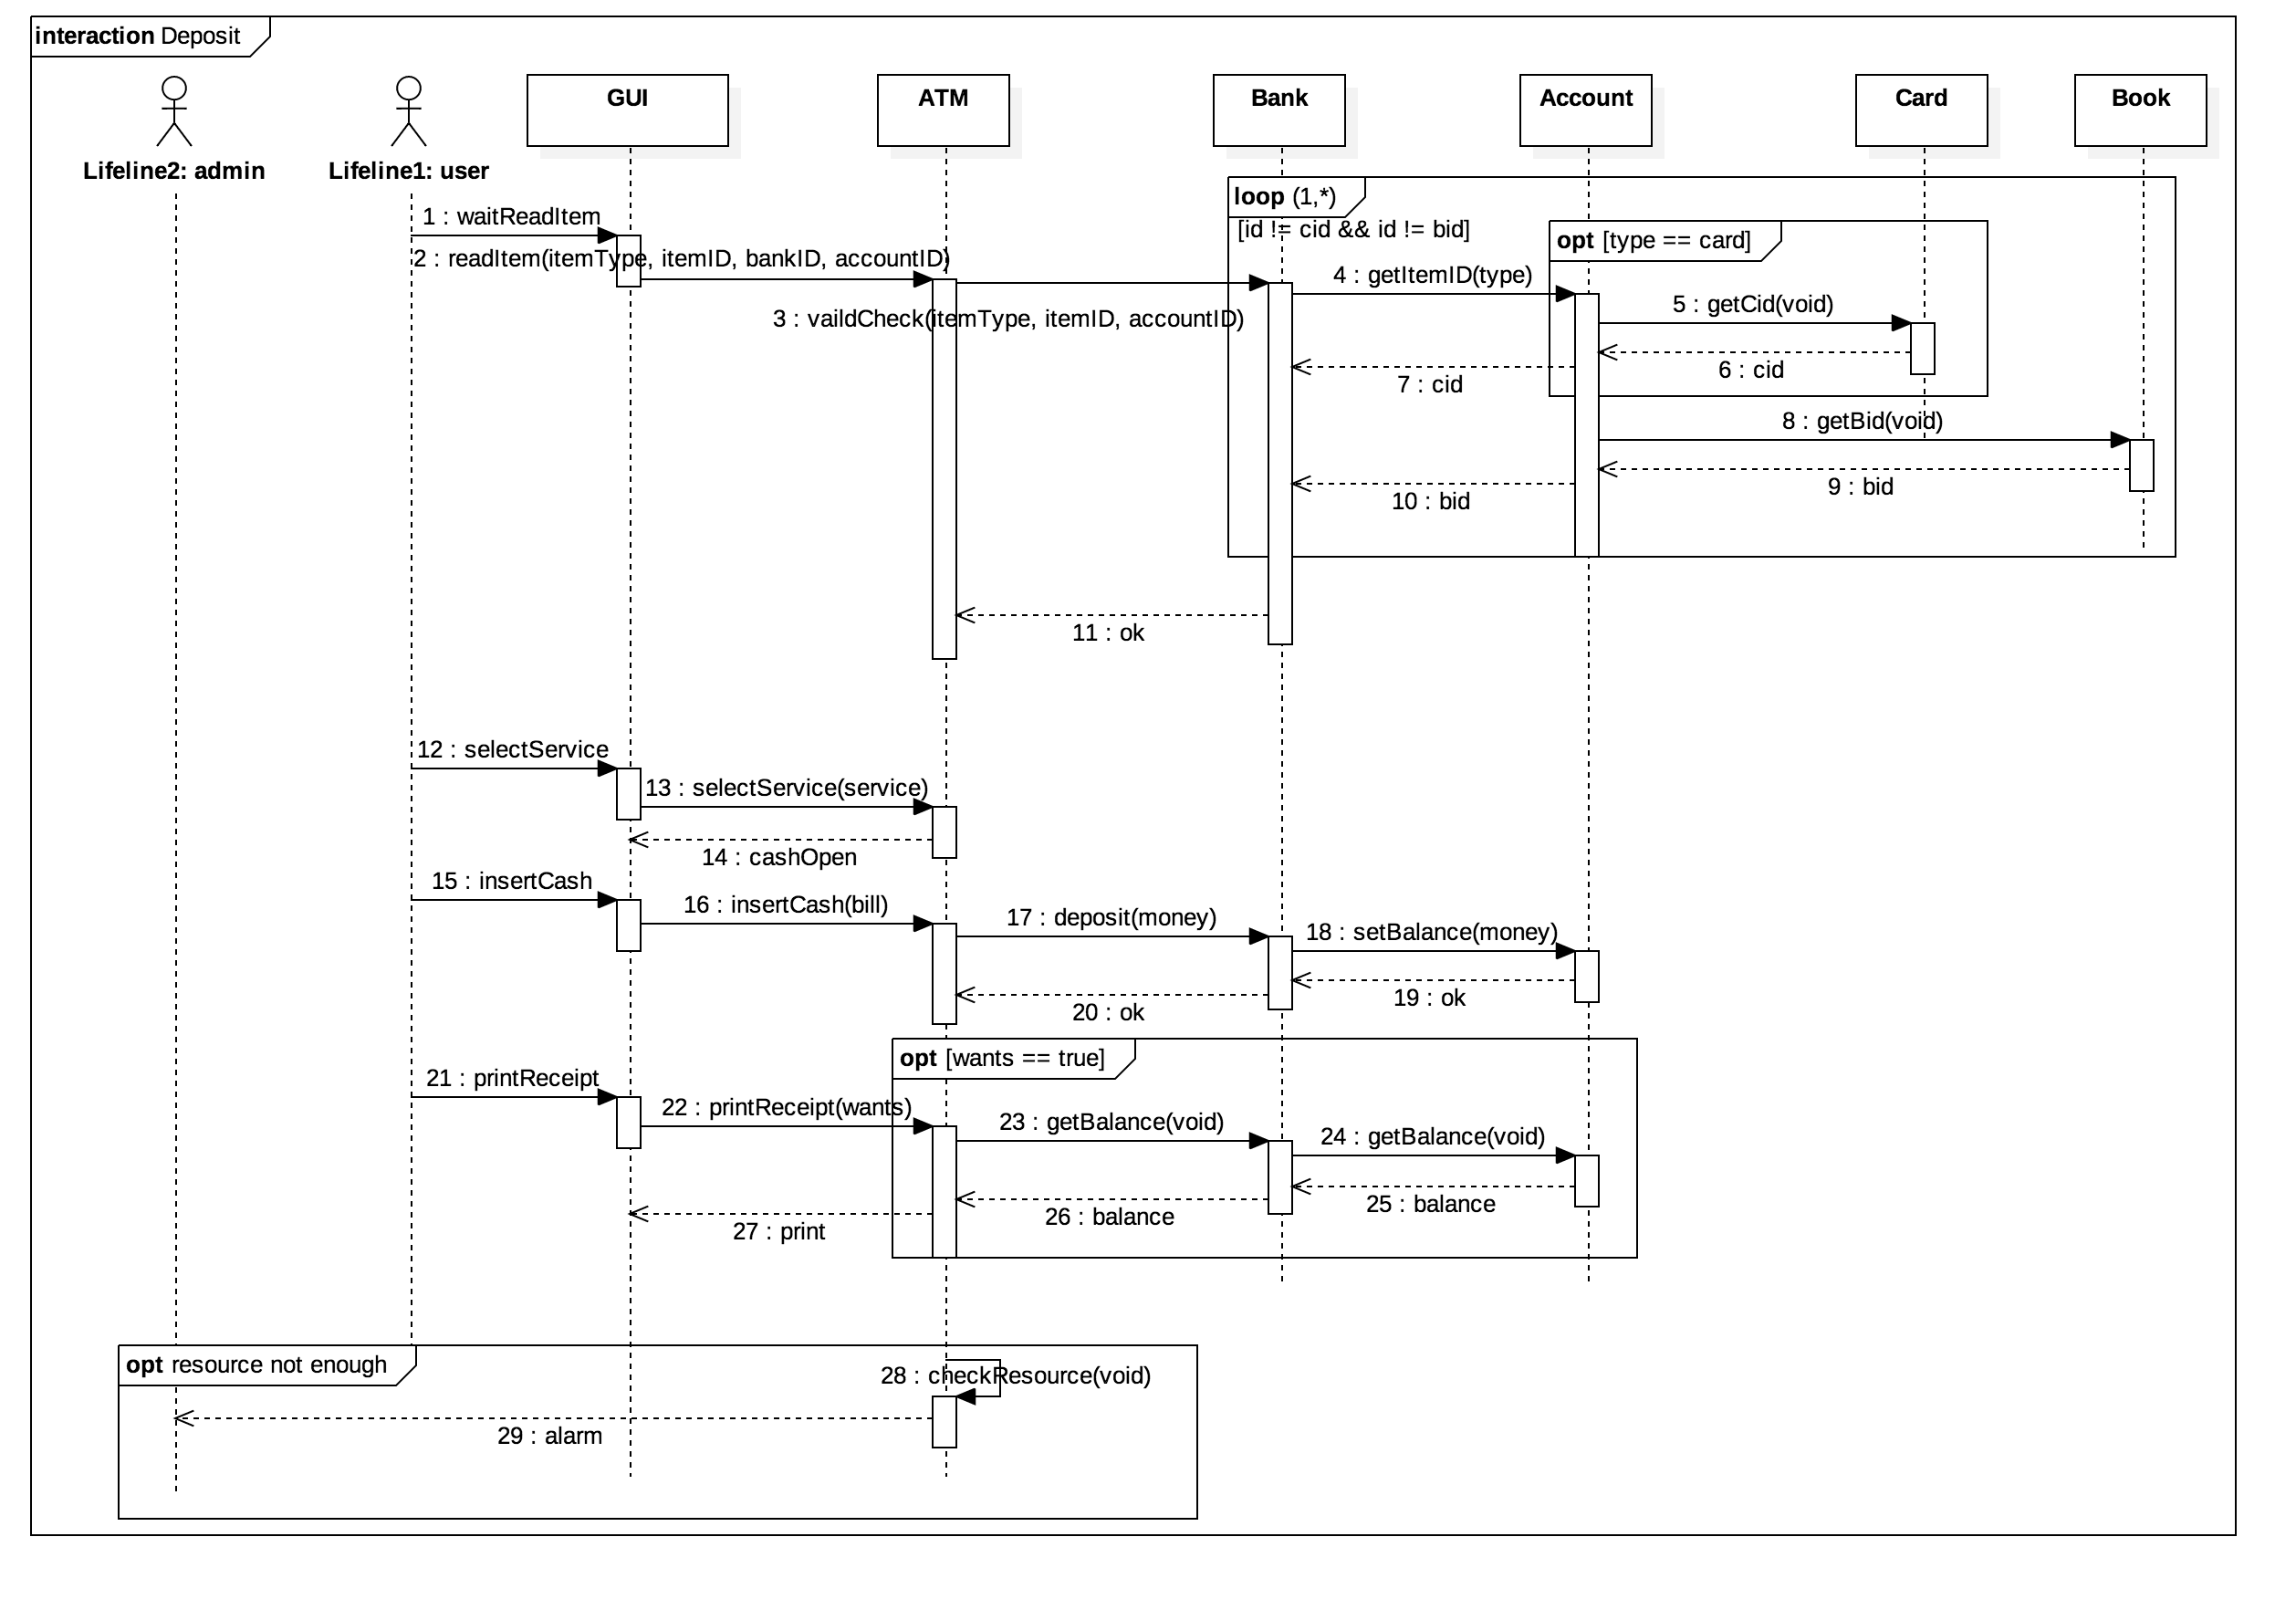 interaction Deposit
GUI
ATM
Bank
Account
Card
Book
Lifeline2: admin
Lifeline1: user
loop (1,*)
[id != cid && id != bid]
opt [type == card]
1 : waitReadItem
2 : readItem(itemType, itemID, bankID, accountID)
3 : vaildCheck(itemType, itemID, accountID)
4 : getItemID(type)
5 : getCid(void)
6 : cid
7 : cid
8 : getBid(void)
9 : bid
10 : bid
11 : ok
12 : selectService
13 : selectService(service)
14 : cashOpen
15 : insertCash
16 : insertCash(bill)
17 : deposit(money)
18 : setBalance(money)
19 : ok
20 : ok
opt [wants == true]
21 : printReceipt
22 : printReceipt(wants)
23 : getBalance(void)
24 : getBalance(void)
25 : balance
26 : balance
27 : print
opt resource not enough
28 : checkResource(void)
29 : alarm